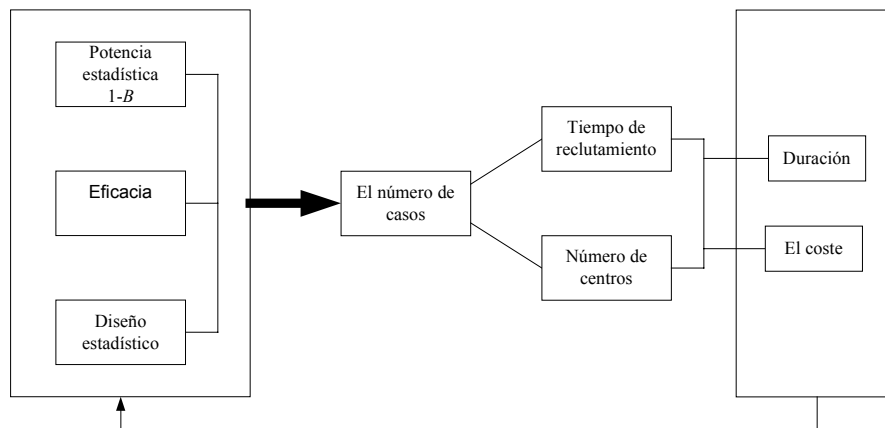 Potencia
estadística
1-B
Eficacia
Diseño
estadístico
El número de
casos
Tiempo de
reclutamiento
Número de
centros
Duración
El coste